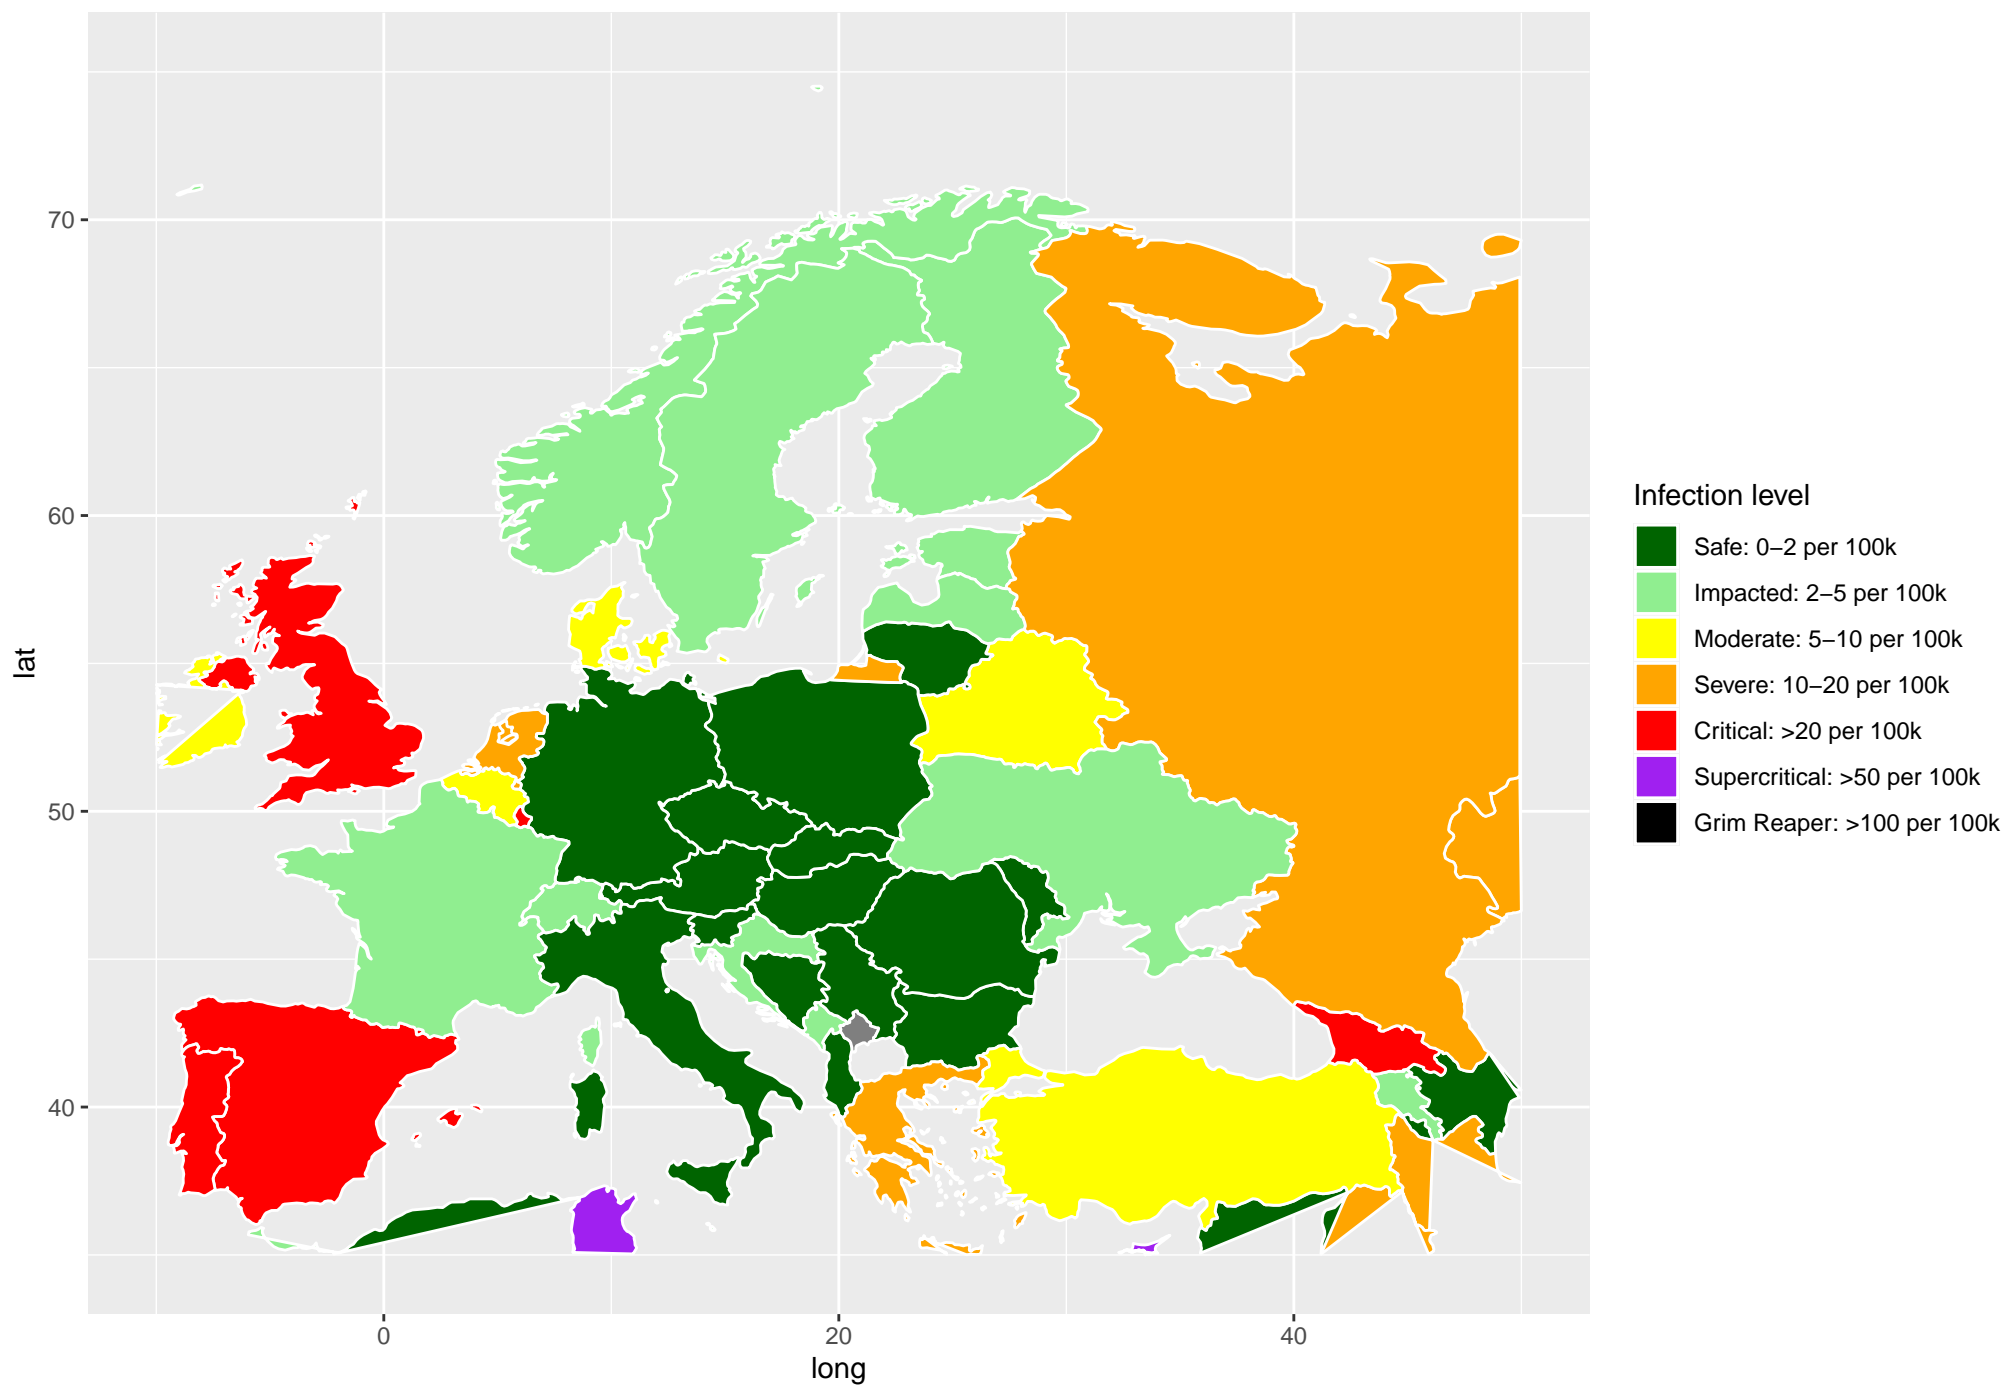 70
60
50
40
lat
0
20
40
long
Infection level
Safe: 0–2 per 100k
Impacted: 2–5 per 100k
Moderate: 5–10 per 100k
Severe: 10–20 per 100k
Critical: >20 per 100k
Supercritical: >50 per 100k
Grim Reaper: >100 per 100k